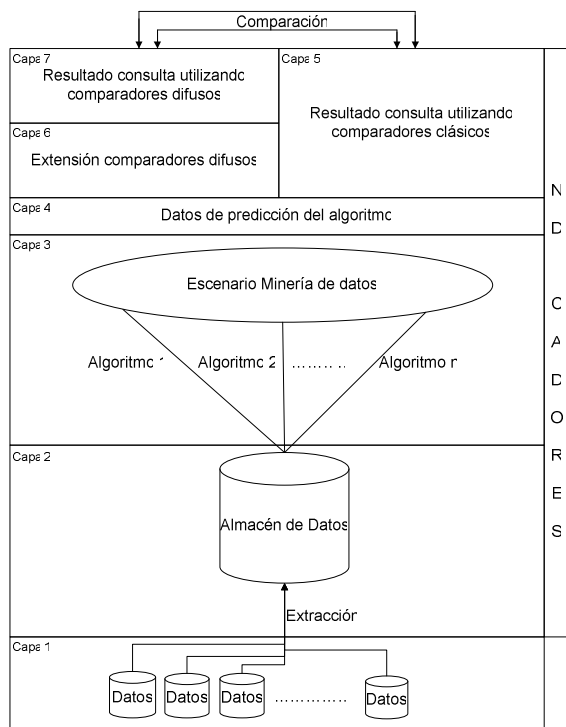 Comparación
Capa 7
Resultado consulta utilizando
comparadores difusos
Capa 5
Resultado consulta utilizando
comparadores clásicos
Capa 6
Extensión comparadores difusos
Capa 4
Datos de predicción del algoritmo
Capa 3
Escenario Minería de datos
Algoritmo 1
Algoritmo 2
...........
Algoritmo n
Capa 2
Almacén de Datos
Extracción
Capa 1
Datos
Datos
Datos
..............
Datos
N
D
C
A
D
O
R
E
S